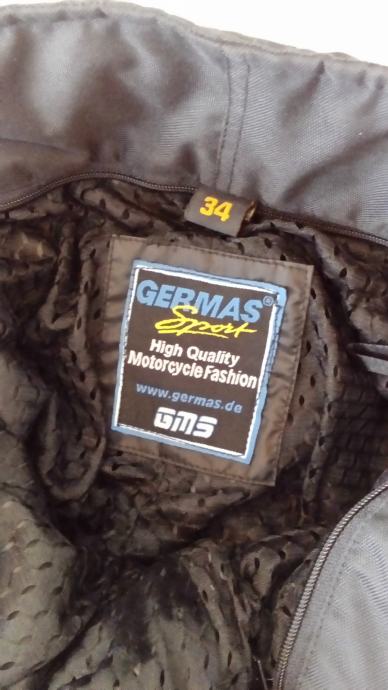 34
GERMAS®
Sport
High Quality
Motorcycle Fashion
www.germas.de
GMS